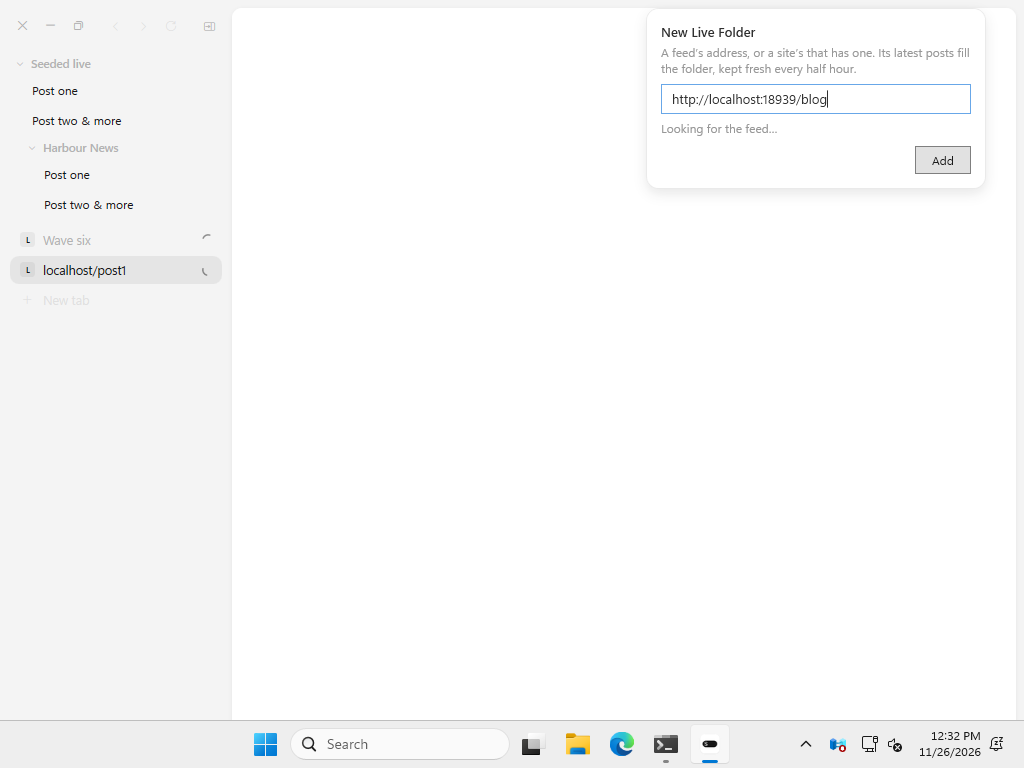 Seeded live
Post one
Post two & more
Harbour News
Post one
Post two & more
L Wave six
L localhost/post1
+ New tab
New Live Folder
A feed's address, or a site's that has one. Its latest posts fill
the folder, kept fresh every half hour.
http://localhost:18939/blog
Looking for the feed...
Add
Search
12:32 PM
11/26/2026